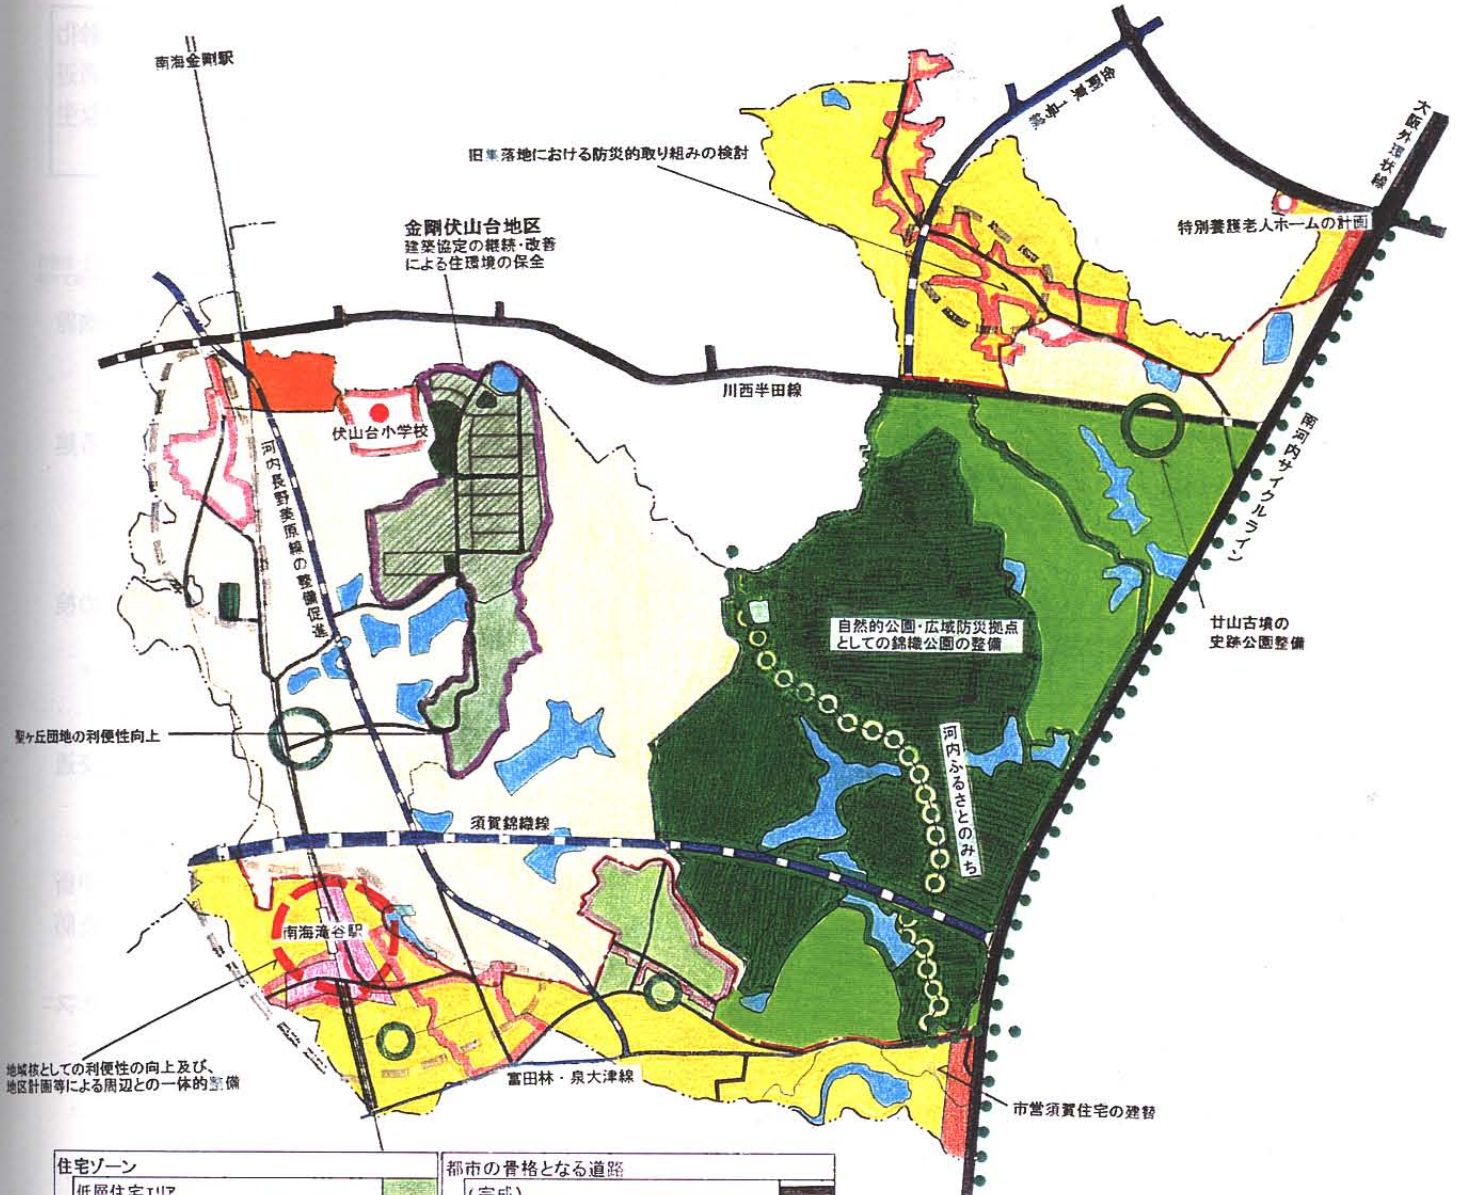 南海金剛駅
金剛東1号線
大阪外環状線
旧集落地における防災的取り組みの検討
特別養護老人ホームの計画
金剛伏山台地区
建築協定の継続・改善
による住環境の保全
川西半田線
伏山台小学校
河内長野美原線の整備促進
南河内サイクルライン
自然的公園・広域防災拠点
としての錦織公園の整備
廿山古墳の
史跡公園整備
聖ヶ丘団地の利便性向上
河内ふるさとのみち
須賀錦織線
南海滝谷駅
地域核としての利便性の向上及び、
地区計画等による周辺との一体的整備
富田林・泉大津線
市営須賀住宅の建替
住宅ゾーン
低層住宅エリア
都市の骨格となる道路
(完成)